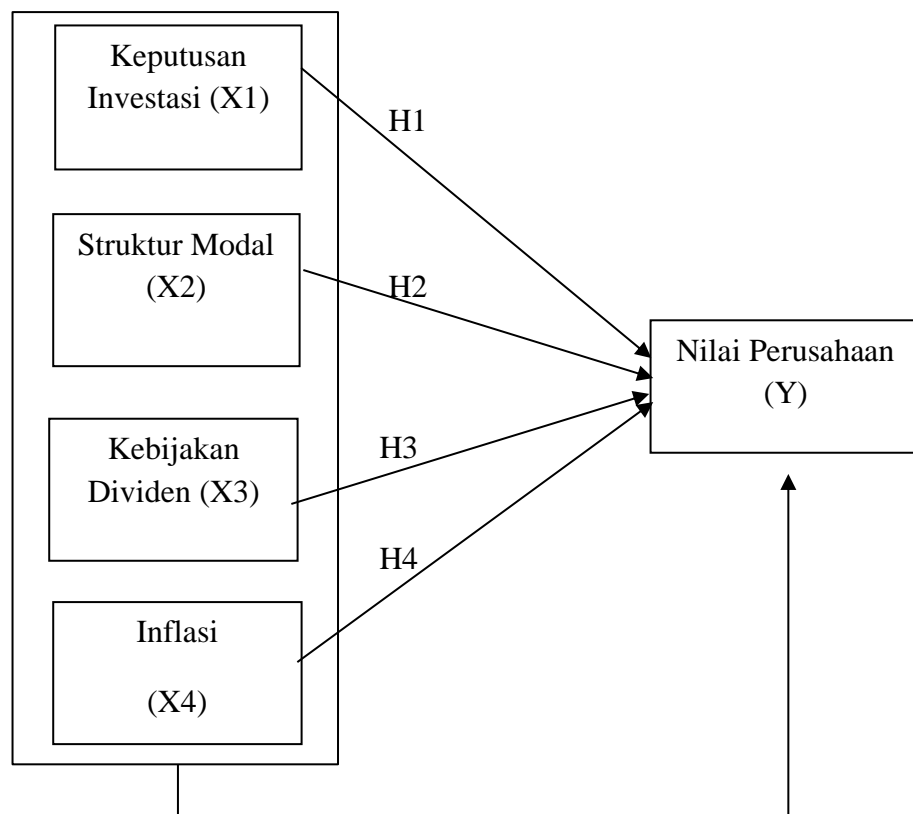 Keputusan
Investasi (X1)
H1
Struktur Modal
(X2)
H2
Nilai Perusahaan
(Y)
Kebijakan
Dividen (X3)
H3
H4
Inflasi
(X4)